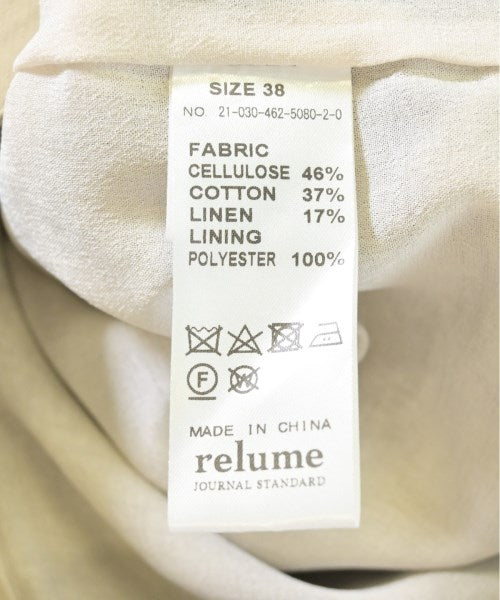 SIZE 38
NO 21-030-462-5080-2-0
FABRIC
CELLULOSE 46%
COTTON 37%
LINEN 17%
LINING
POLYESTER 100%
F W
MADE IN CHINA
relume
JOURNAL STANDARD